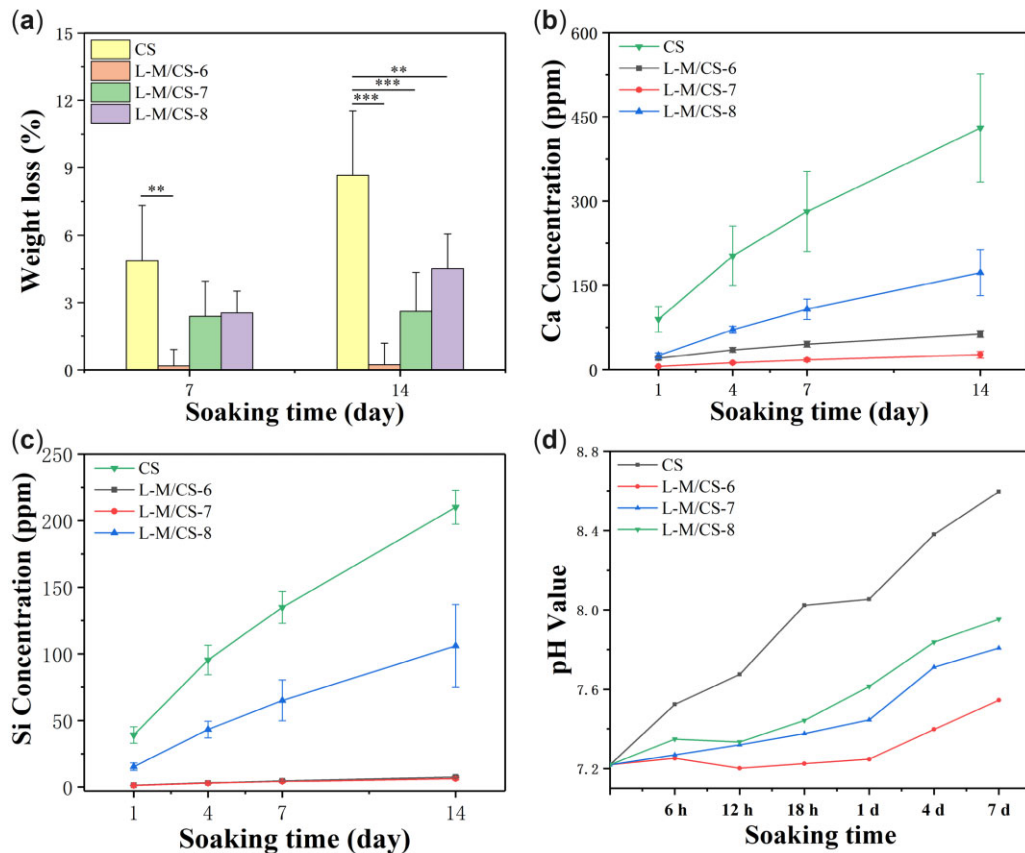 (a)
15
12
9
6
3
0
Weight loss (%)
CS
L-M/CS-6
L-M/CS-7
L-M/CS-8
**
**
***
***
7
14
Soaking time (day)
(b)
600
450
300
150
0
Ca Concentration (ppm)
CS
L-M/CS-6
L-M/CS-7
L-M/CS-8
1
4
7
14
Soaking time (day)
(c)
250
200
150
100
50
0
Si Concentration (ppm)
CS
L-M/CS-6
L-M/CS-7
L-M/CS-8
1
4
7
14
Soaking time (day)
(d)
8.8
8.4
8.0
7.6
7.2
pH Value
CS
L-M/CS-6
L-M/CS-7
L-M/CS-8
6 h
12 h
18 h
1 d
4 d
7 d
Soaking time